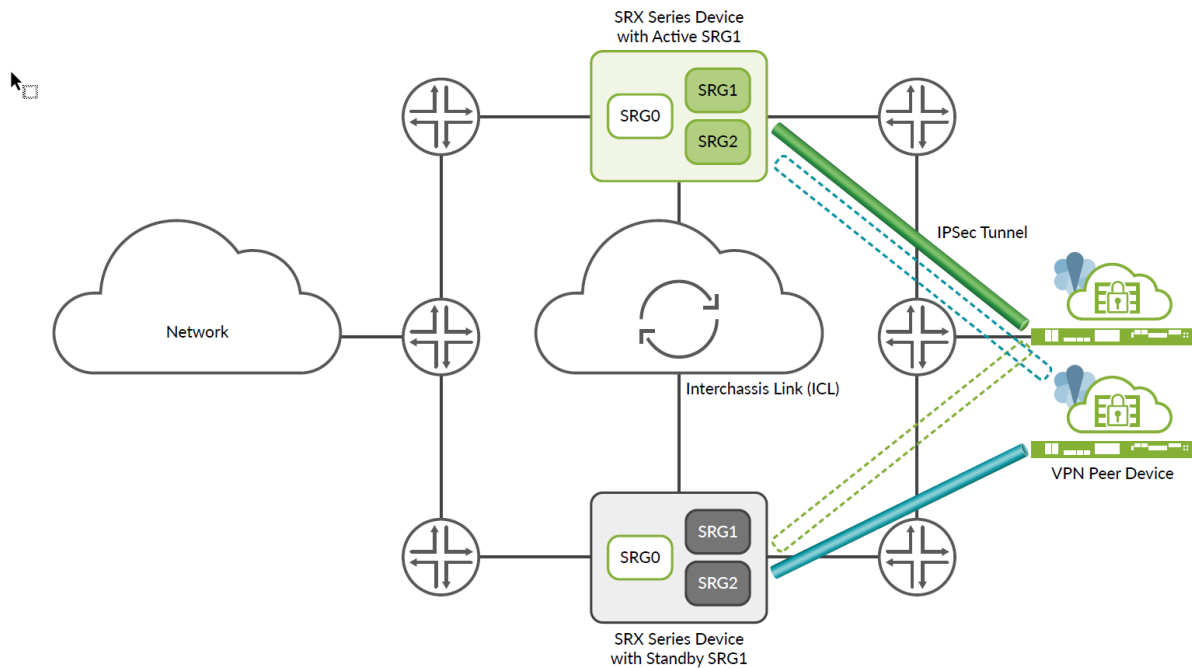 SRX Series Device
with Active SRG1
SRG1
SRG0
SRG2
IPSec Tunnel
Network
Interchassis Link (ICL)
VPN Peer Device
SRG1
SRG0
SRG2
SRX Series Device
with Standby SRG1